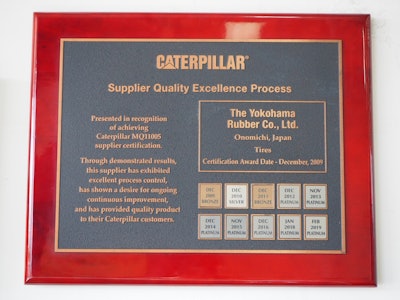 CATERPILLAR®
Supplier Quality Excellence Process
Presented in recognition
of achieving
Caterpillar MQ11005
supplier certification.
Through demonstrated results,
this supplier has exhibited
excellent process control,
has shown a desire for ongoing
continuous improvement,
and has provided quality product
to their Caterpillar customers.
The Yokohama
Rubber Co., Ltd.
Onomichi, Japan
Tires
Certification Award Date - December, 2009
DEC
2009
BRONZE
DEC
2010
SILVER
DEC
2011
BRONZE
DEC
2012
PLATINUM
NOV
2013
PLATINUM
DEC
2014
PLATINUM
NOV
2015
PLATINUM
DEC
2016
PLATINUM
JAN
2018
PLATINUM
FEB
2019
PLATINUM